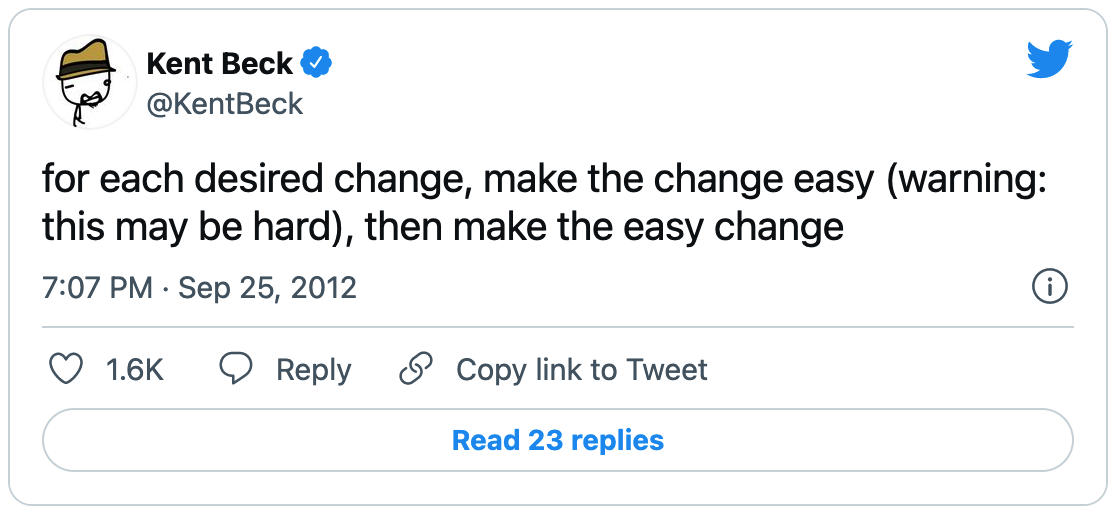 Kent Beck
@KentBeck
for each desired change, make the change easy (warning:
this may be hard), then make the easy change
7:07 PM · Sep 25, 2012
1.6K Reply Copy link to Tweet
Read 23 replies